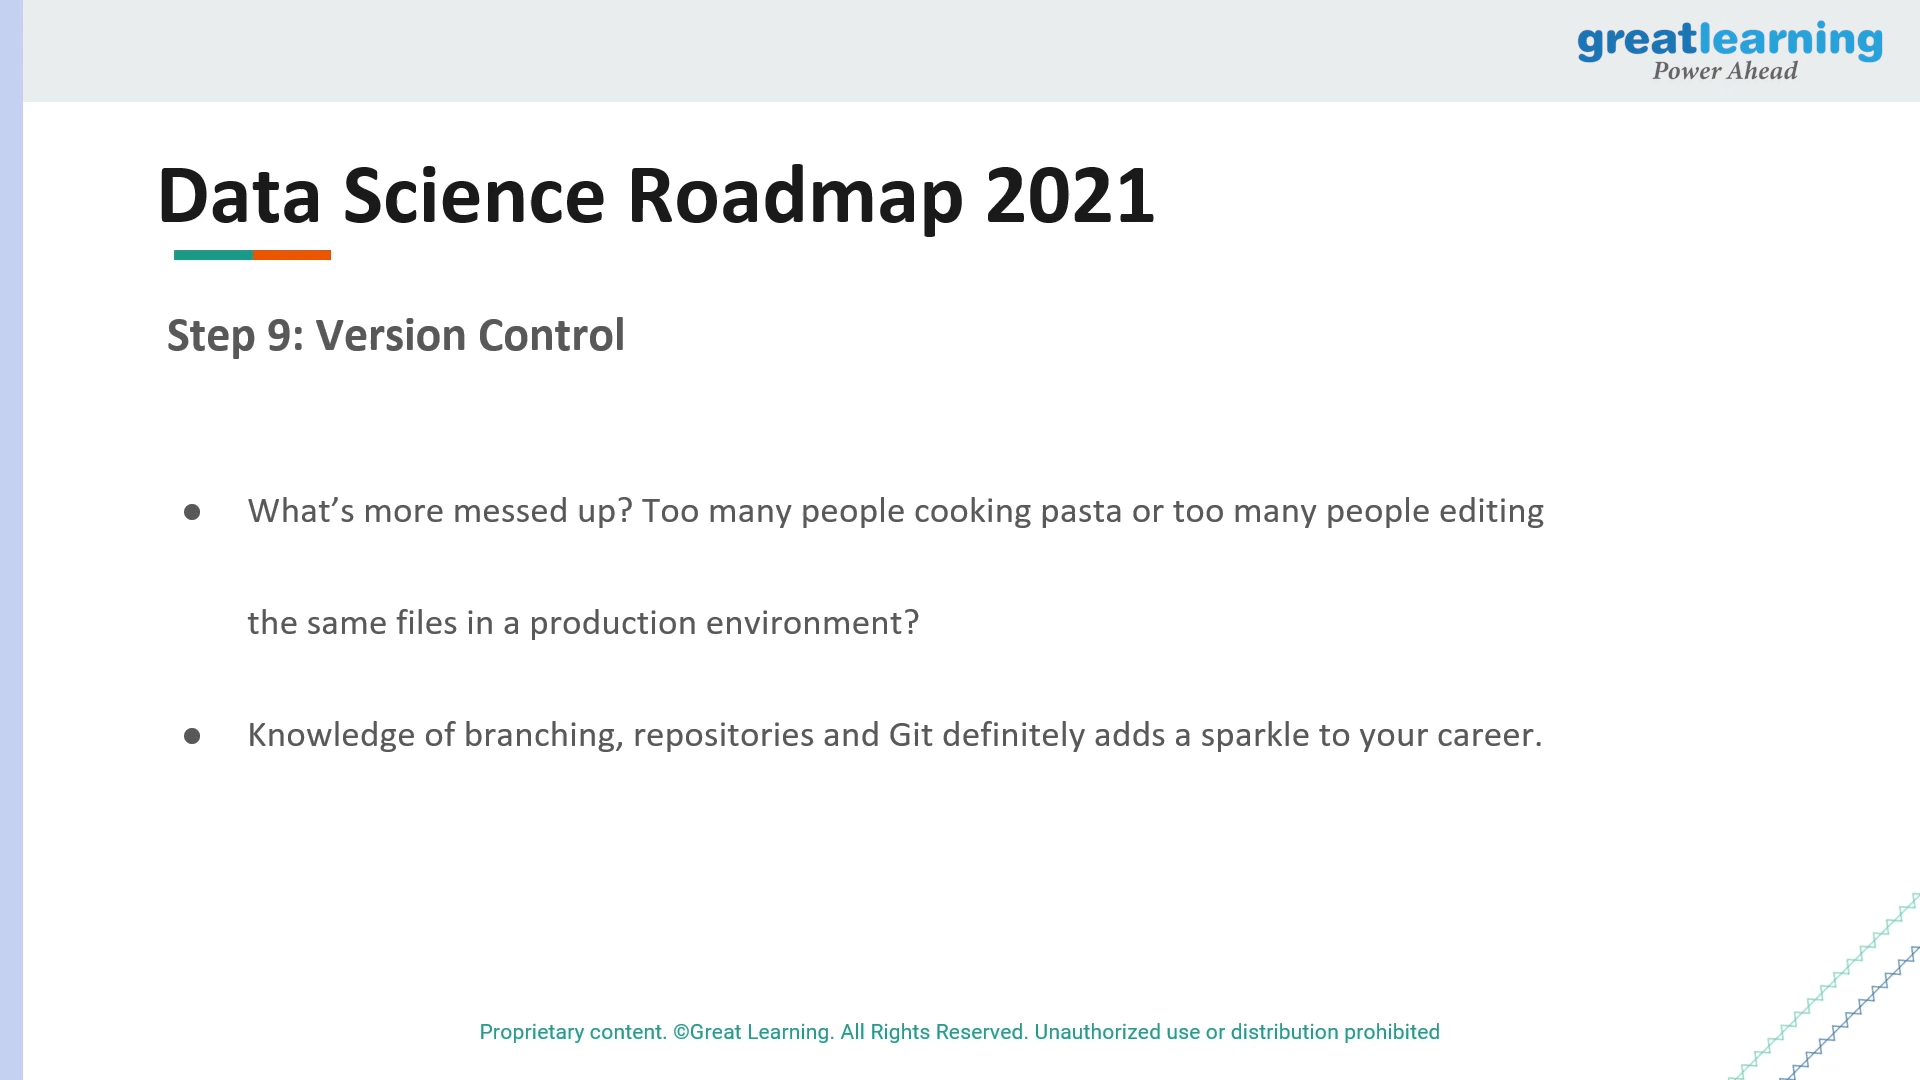 greatlearning
Power Ahead
Data Science Roadmap 2021
Step 9: Version Control
● What’s more messed up? Too many people cooking pasta or too many people editing
the same files in a production environment?
● Knowledge of branching, repositories and Git definitely adds a sparkle to your career.
Proprietary content. ©Great Learning. All Rights Reserved. Unauthorized use or distribution prohibited